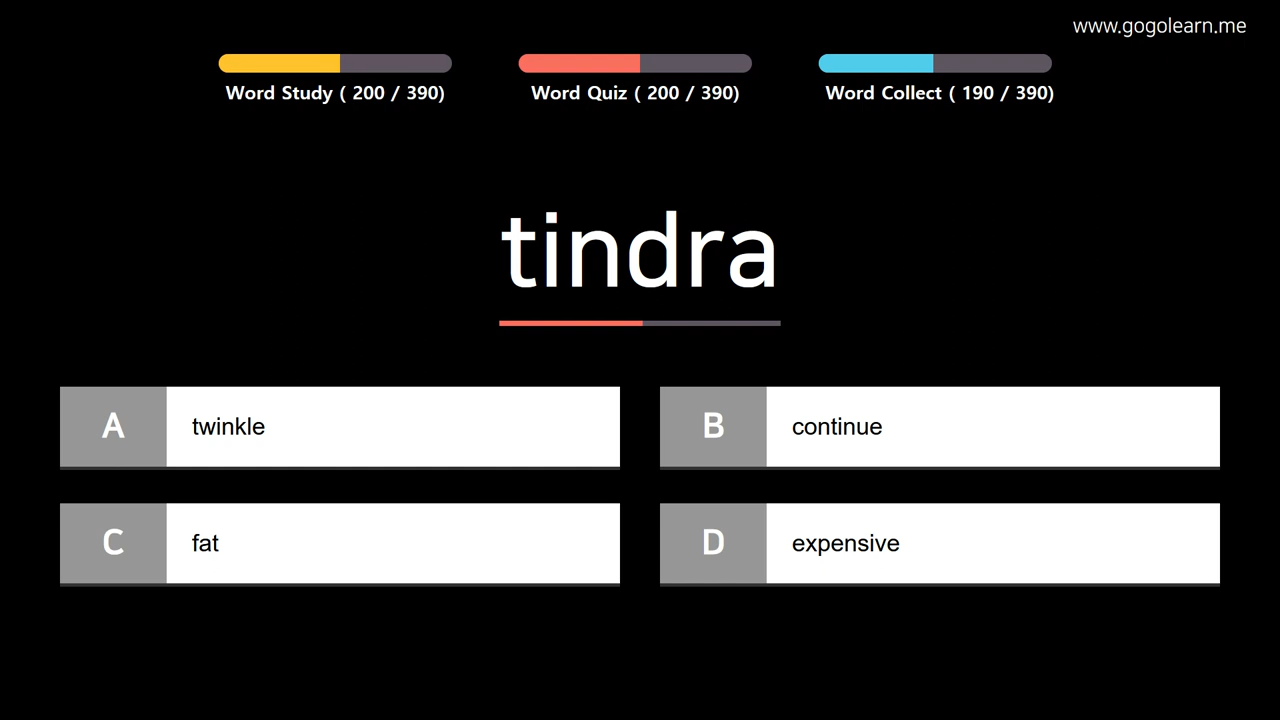 www.gogolearn.me
Word Study ( 200 / 390)
Word Quiz ( 200 / 390)
Word Collect ( 190 / 390)
tindra
A twinkle
B continue
C fat
D expensive